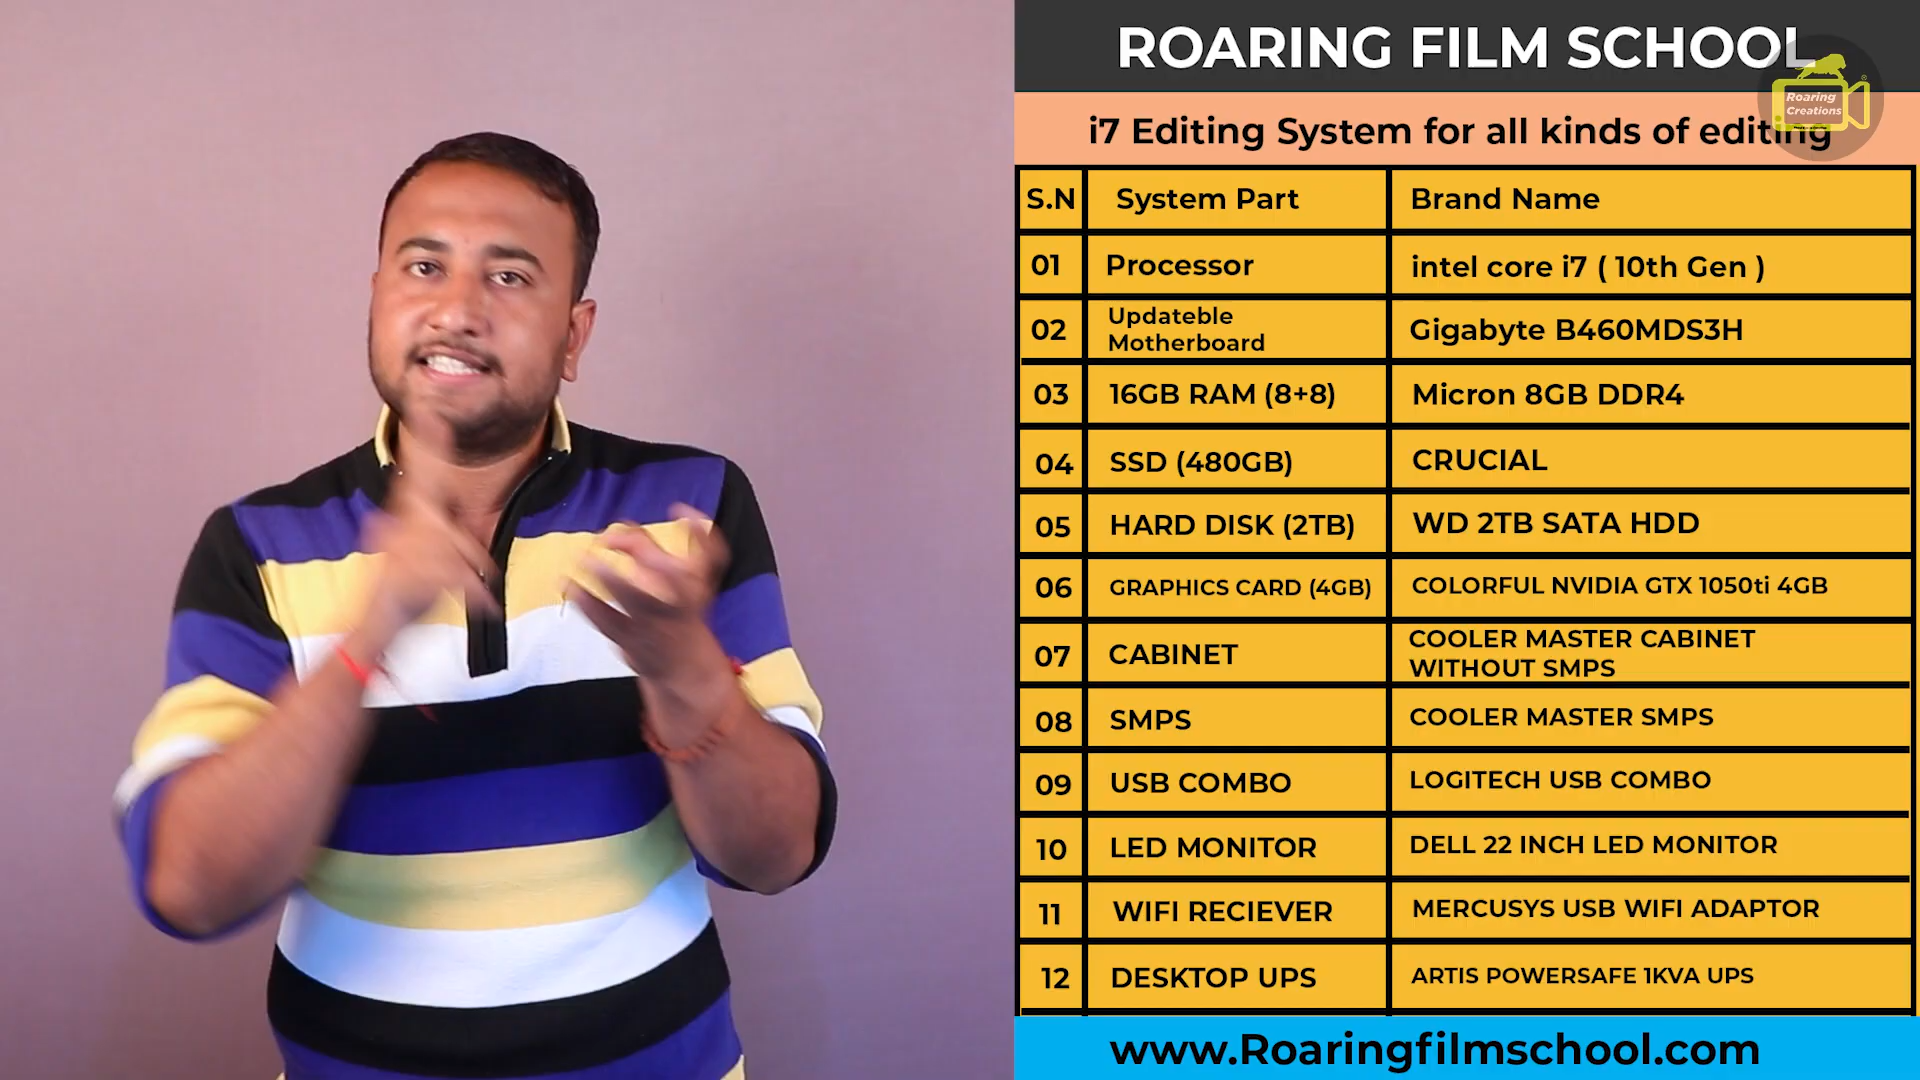 ROARING FILM SCHOOL
Roaring
Creations
i7 Editing System for all kinds of editing
S.N System Part Brand Name
01 Processor intel core i7 ( 10th Gen )
02 Updateble Motherboard Gigabyte B460MDS3H
03 16GB RAM (8+8) Micron 8GB DDR4
04 SSD (480GB) CRUCIAL
05 HARD DISK (2TB) WD 2TB SATA HDD
06 GRAPHICS CARD (4GB) COLORFUL NVIDIA GTX 1050ti 4GB
07 CABINET COOLER MASTER CABINET
WITHOUT SMPS
08 SMPS COOLER MASTER SMPS
09 USB COMBO LOGITECH USB COMBO
10 LED MONITOR DELL 22 INCH LED MONITOR
11 WIFI RECIEVER MERCUSYS USB WIFI ADAPTOR
12 DESKTOP UPS ARTIS POWERSAFE 1KVA UPS
www.Roaringfilmschool.com